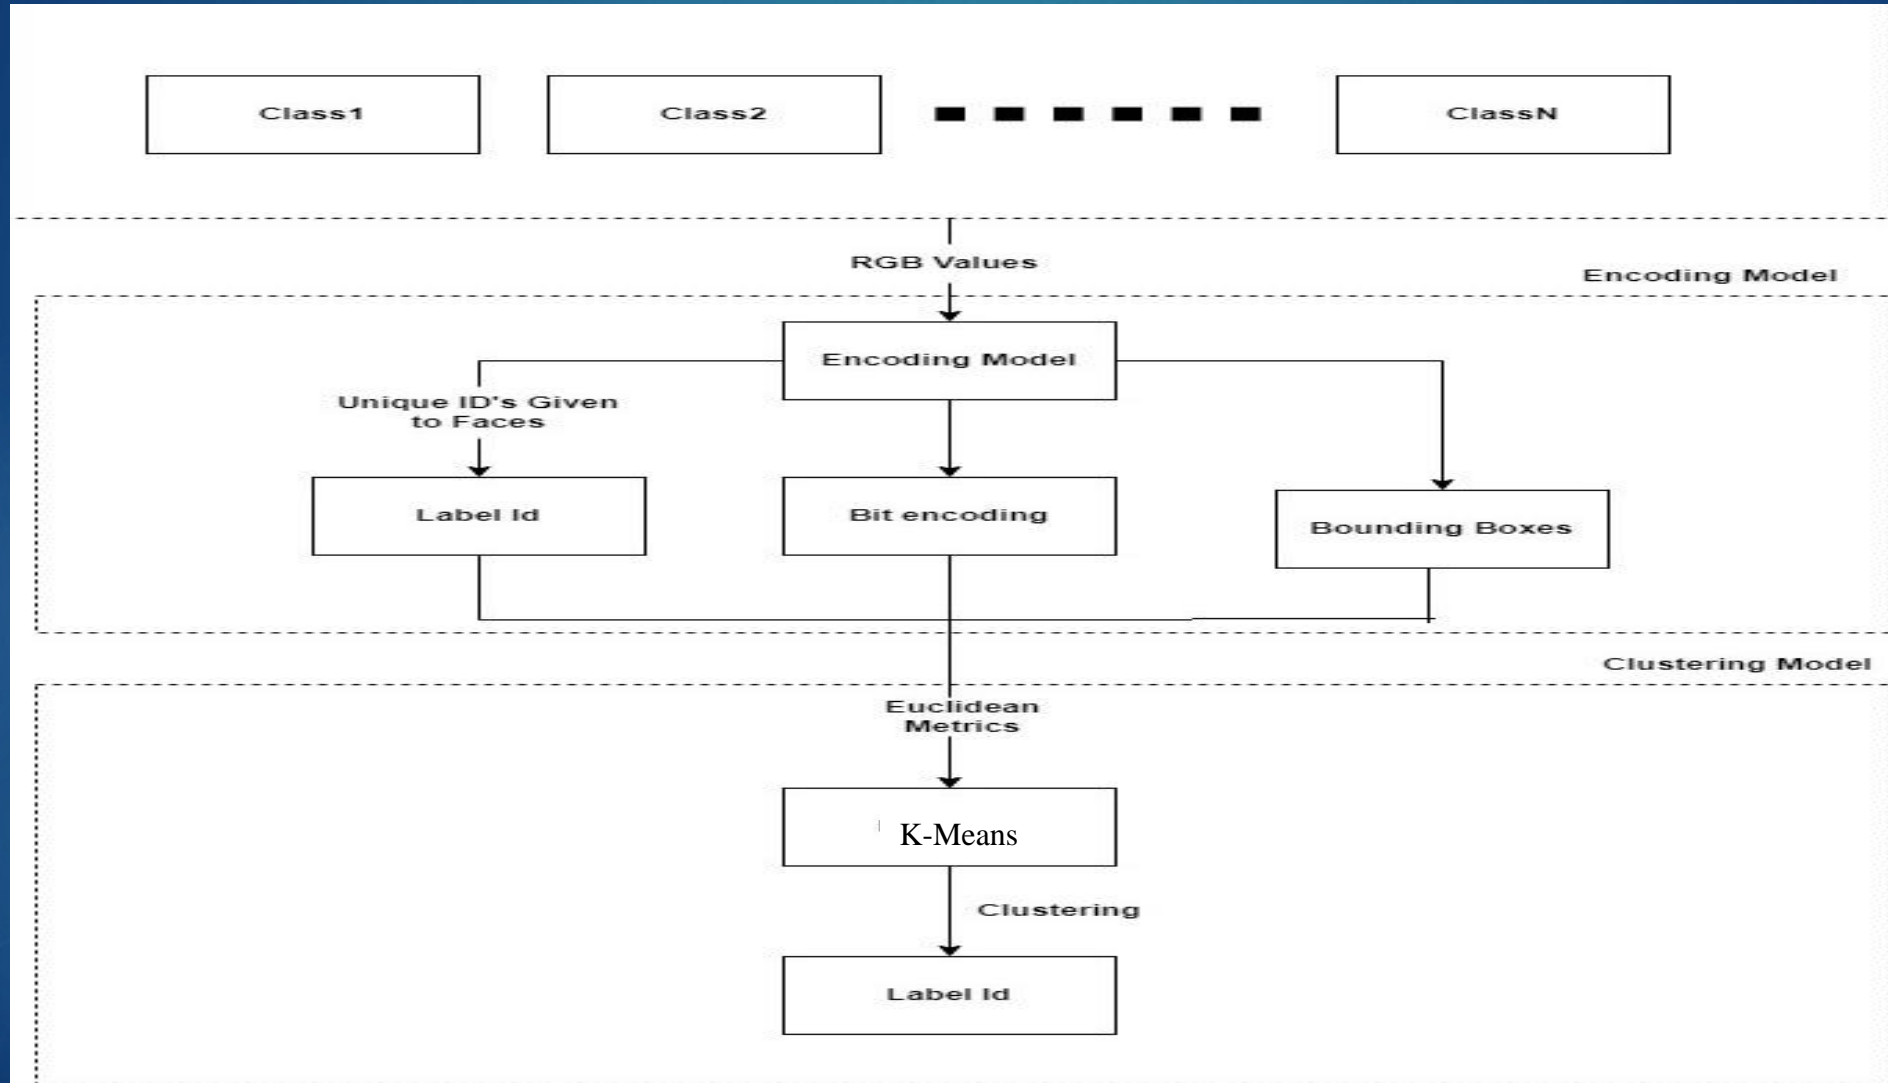 Class1
Class2
ClassN
RGB Values
Encoding Model
Encoding Model
Unique ID's Given
to Faces
Label Id
Bit encoding
Bounding Boxes
Clustering Model
Euclidean
Metrics
K-Means
Clustering
Label Id